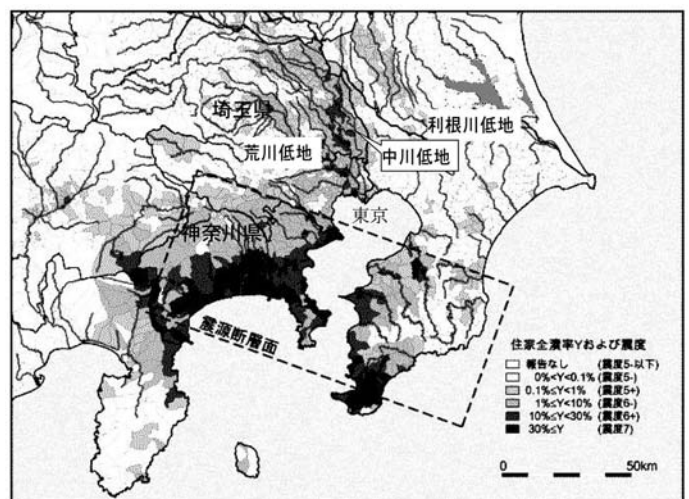 埼玉県
利根川低地
荒川低地
中川低地
東京
神奈川県
震源断層面
住家全潰率Yおよび震度
報告なし (震度5-以下)
0%<Y<0.1% (震度5-)
0.1%≤Y<1% (震度5+)
1%≤Y<10% (震度6-)
10%≤Y<30% (震度6+)
30%≤Y (震度7)
0 50km